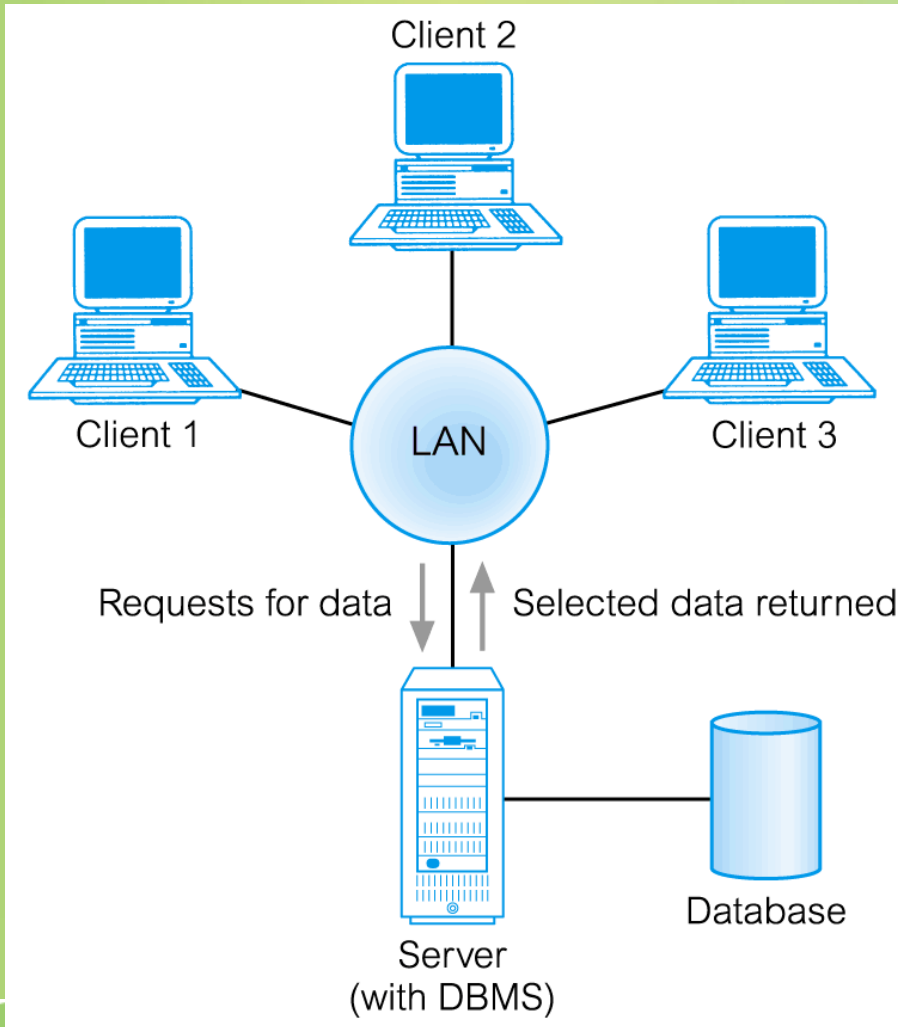 Client 2
Client 1
Client 3
LAN
Requests for data
Selected data returned
Database
Server
(with DBMS)